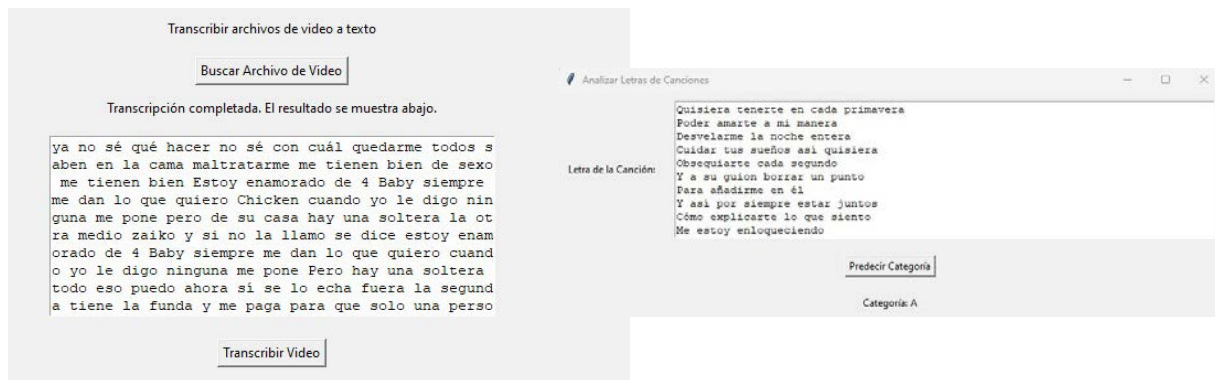 Transcribir archivos de video a texto
Buscar Archivo de Video
Transcripción completada. El resultado se muestra abajo.
ya no sé qué hacer no sé con cuál quedarme todos s
aben en la cama maltratarme me tienen bien de sexo
me tienen bien Estoy enamorado de 4 Baby siempre
me dan lo que quiero Chicken cuando yo le digo nin
guna me pone pero de su casa hay una soltera la ot
ra medio zaiko y si no la llamo se dice estoy enam
orado de 4 Baby siempre me dan lo que quiero cuand
o yo le digo ninguna me pone Pero hay una soltera
todo eso puedo ahora sí se lo echa fuera la segund
a tiene la funda y me paga para que solo una perso
Transcribir Video
Analizar Letras de Canciones
Letra de la Canción:
Quisiera tenerte en cada primavera
Poder amarte a mi manera
Desvelarme la noche entera
Cuidar tus sueños asi quisiera
Obsequiarte cada segundo
Y a su guion borrar un punto
Para añadirme en él
Y asi por siempre estar juntos
Cómo explicarte lo que siento
Me estoy enloqueciendo
Predecir Categoría
Categoría: A